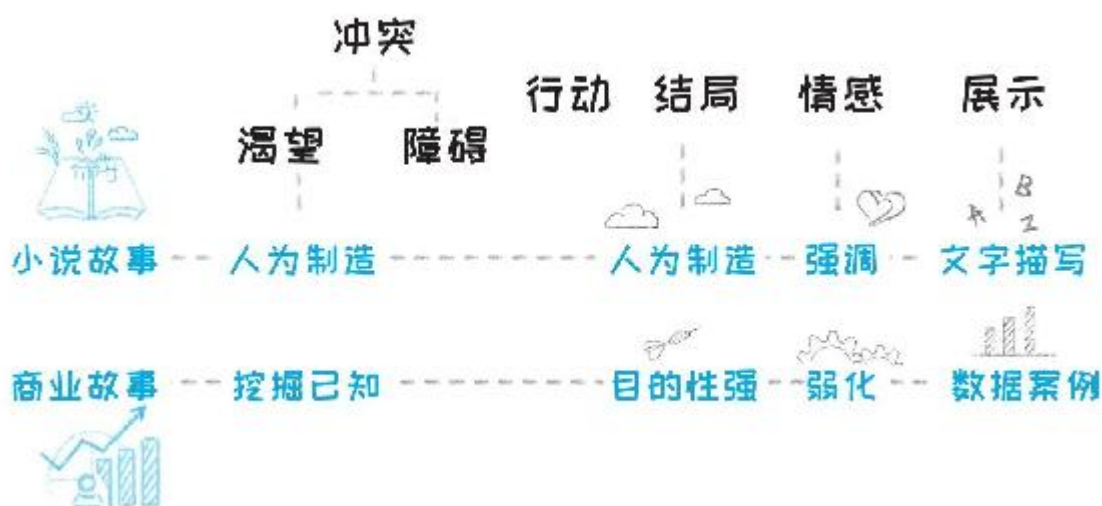 冲突
行动 结局 情感 展示
渴望 障碍
A B Z
小说故事 人为制造 人为制造 强调 文字描写
商业故事 挖掘已知 目的性强 弱化 数据案例